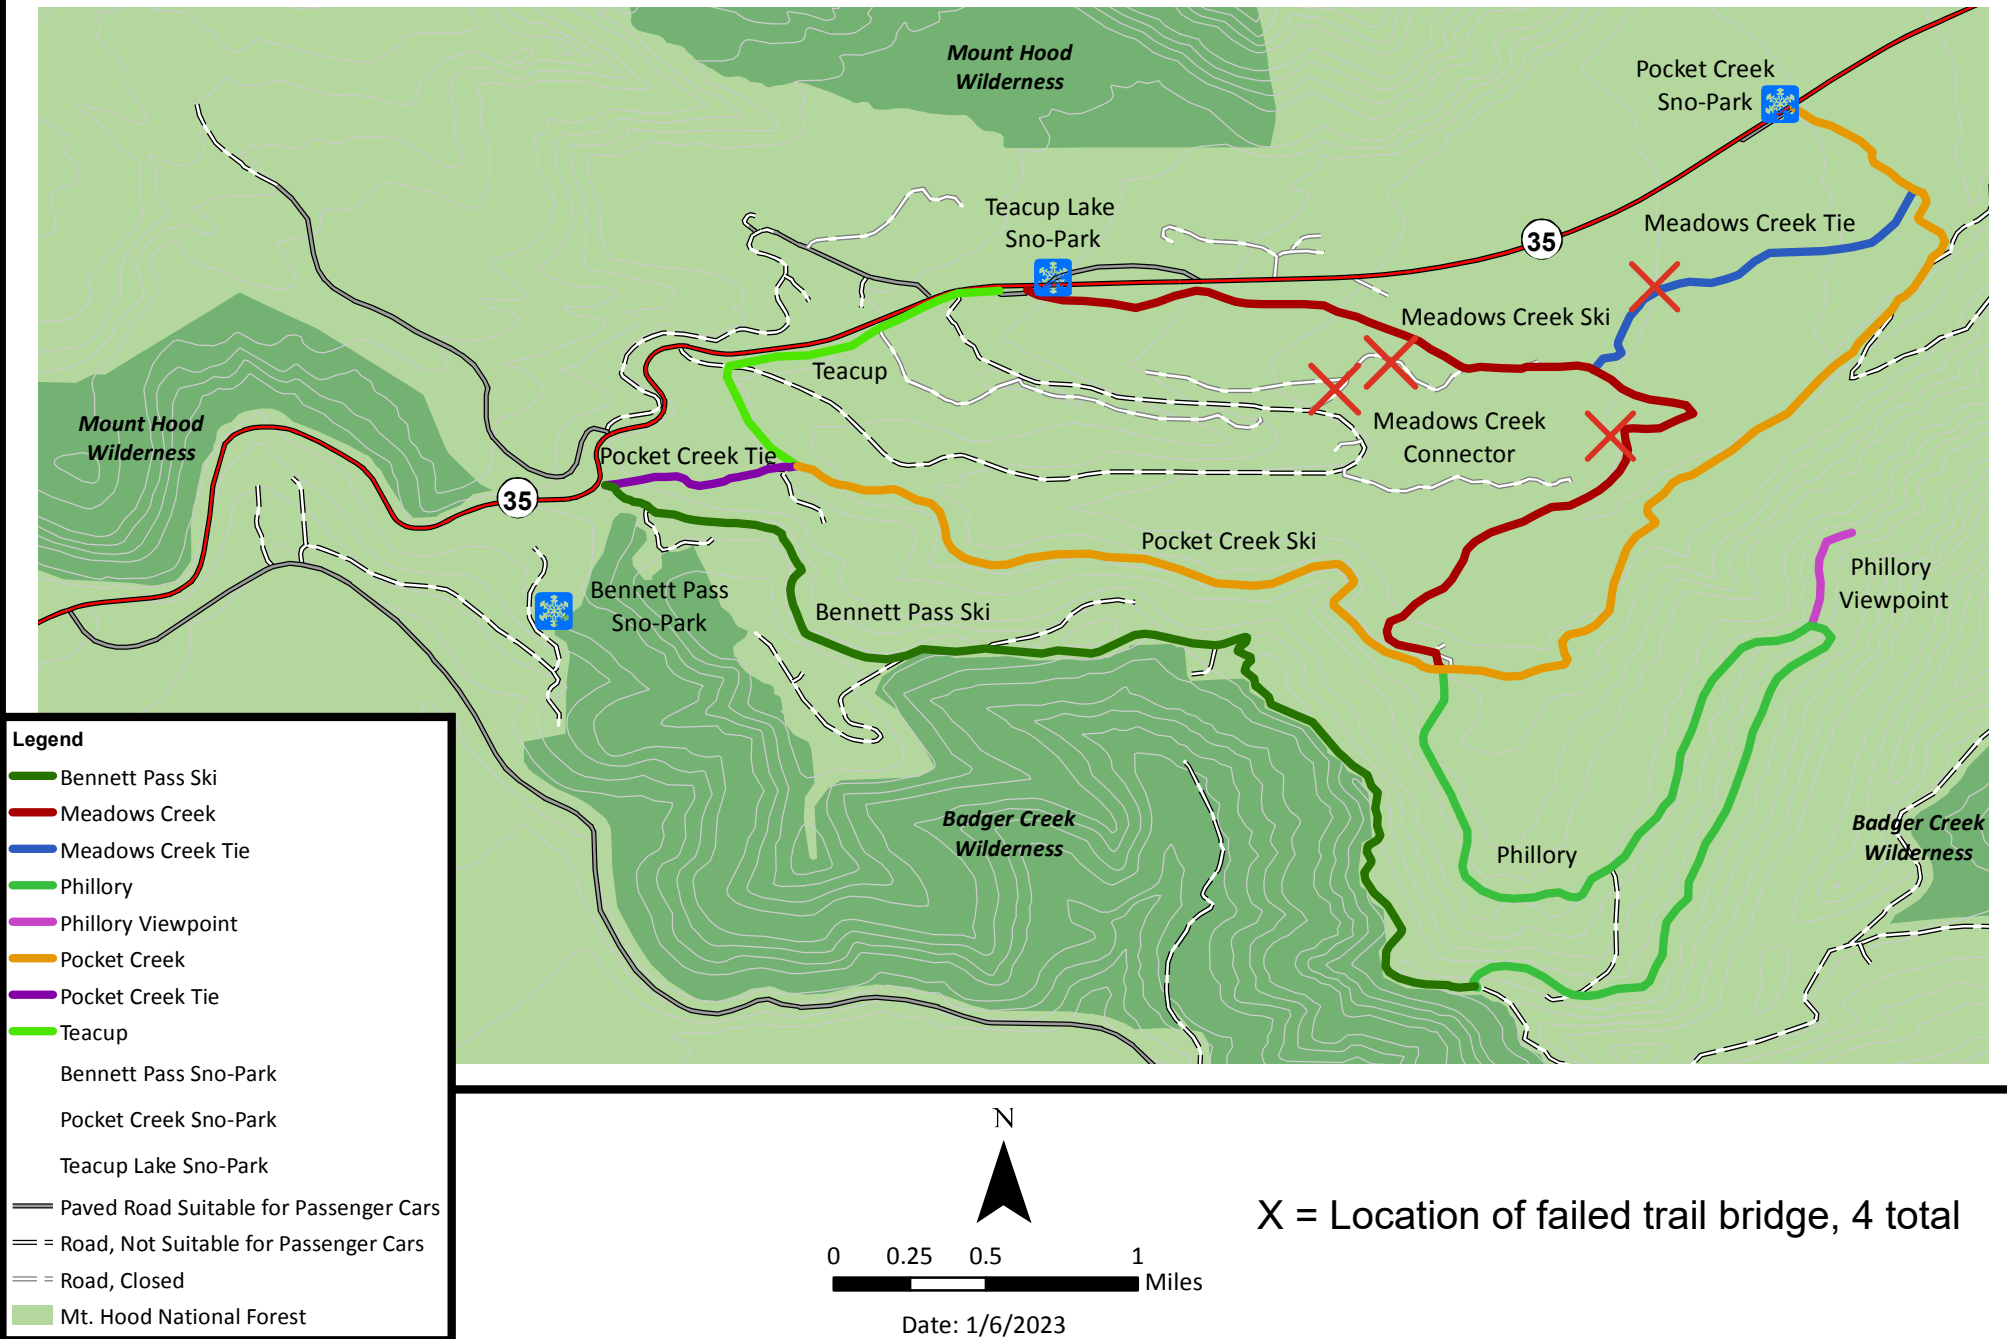 Mount Hood
Wilderness
Pocket Creek
Sno-Park
Teacup Lake
Sno-Park
35
Meadows Creek Tie
Meadows Creek Ski
Teacup
Mount Hood
Wilderness
Meadows Creek
Connector
Pocket Creek Tie
35
Pocket Creek Ski
Bennett Pass
Sno-Park
Bennett Pass Ski
Phillory
Viewpoint
Badger Creek
Wilderness
Phillory
Badger Creek
Wilderness
Legend
Bennett Pass Ski
Meadows Creek
Meadows Creek Tie
Phillory
Phillory Viewpoint
Pocket Creek
Pocket Creek Tie
Teacup
Bennett Pass Sno-Park
Pocket Creek Sno-Park
Teacup Lake Sno-Park
Paved Road Suitable for Passenger Cars
Road, Not Suitable for Passenger Cars
Road, Closed
Mt. Hood National Forest
N
0 0.25 0.5 1
Miles
Date: 1/6/2023
X = Location of failed trail bridge, 4 total